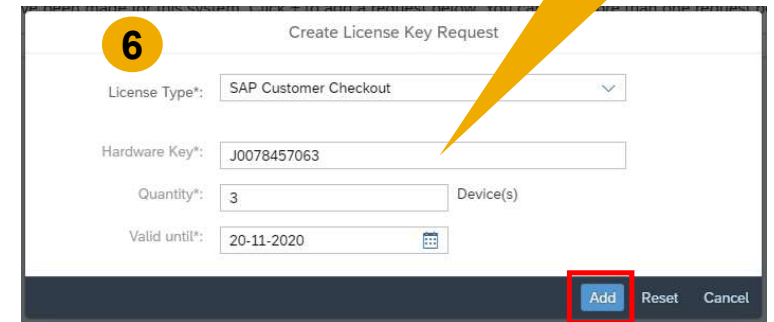 6
Create License Key Request
License Type*: SAP Customer Checkout
Hardware Key*: J0078457063
Quantity*: 3 Device(s)
Valid until*: 20-11-2020
Add Reset Cancel